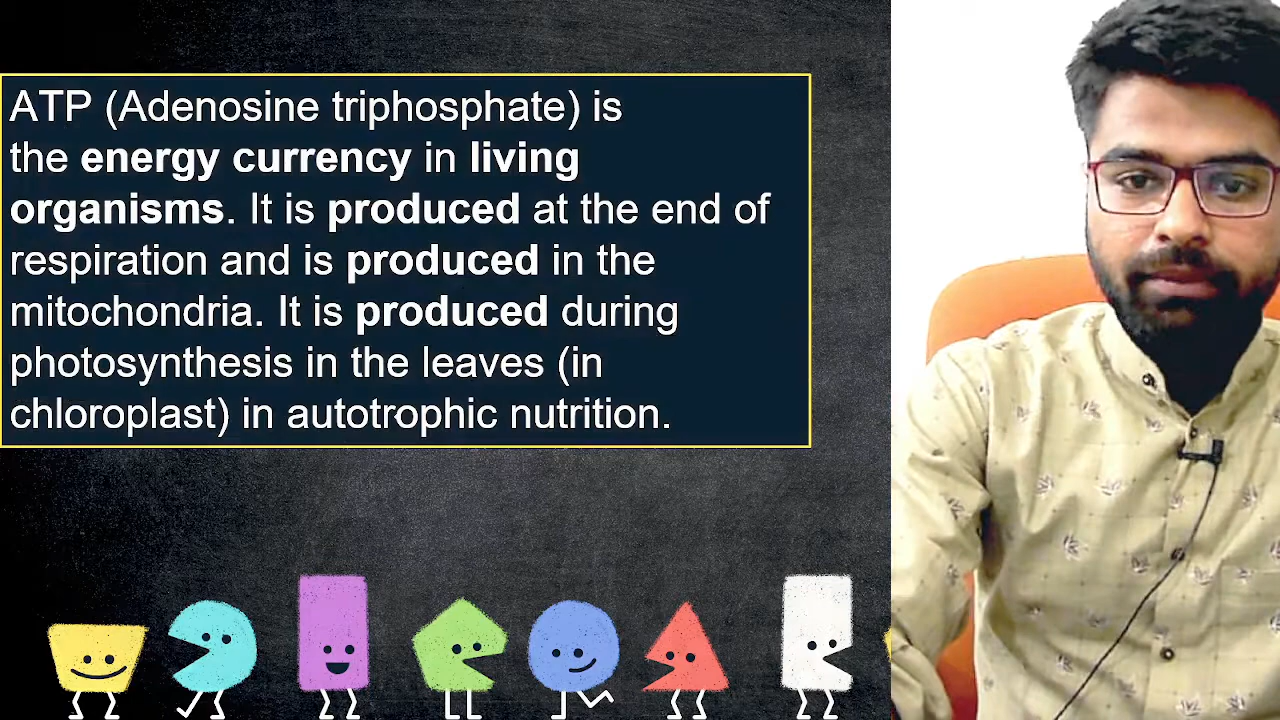 ATP (Adenosine triphosphate) is
the energy currency in living
organisms. It is produced at the end of
respiration and is produced in the
mitochondria. It is produced during
photosynthesis in the leaves (in
chloroplast) in autotrophic nutrition.